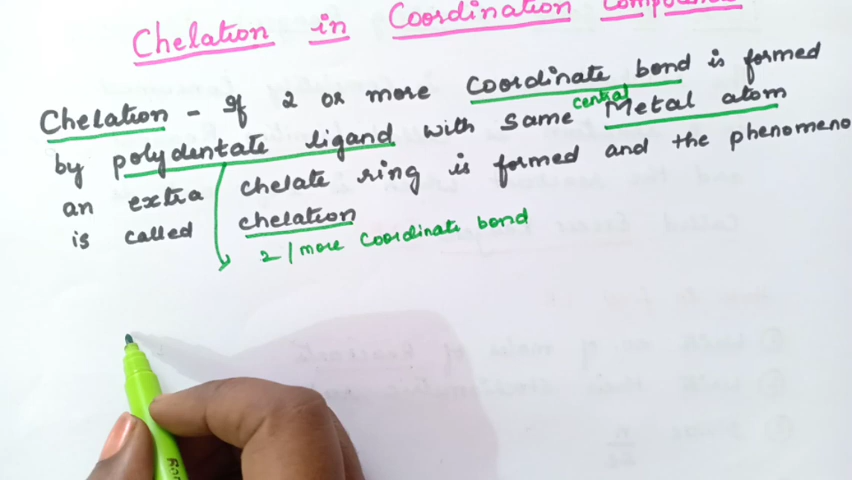 Chelation in Coordination Compounds
Chelation - If 2 or more Coordinate bond is formed
by polydentate ligand with same central Metal atom
an extra chelate ring is formed and the phenomeno
is called chelation
2/more Coordinate bond